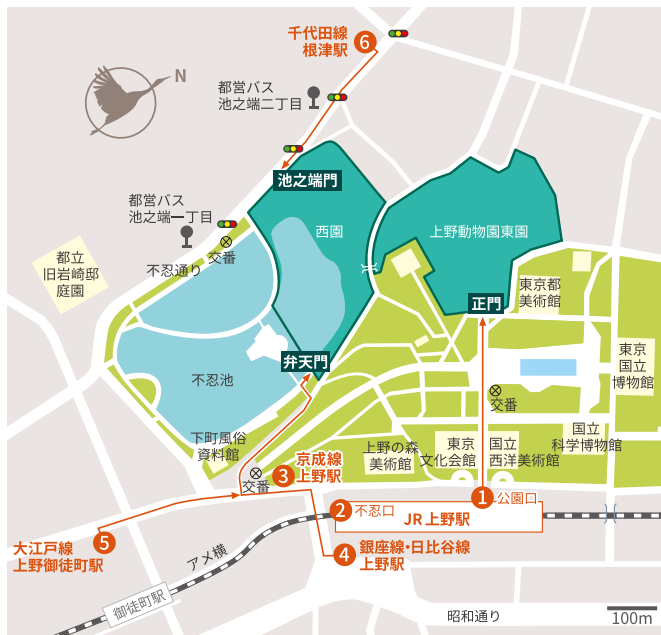 千代田線
根津駅
6
N
都営バス
池之端二丁目
池之端門
都営バス
池之端一丁目
西園
上野動物園東園
都立
旧岩崎邸
庭園
不忍通り
交番
正門
東京都
美術館
弁天門
東京
国立
博物館
不忍池
交番
下町風俗
資料館
上野の森
美術館
東京
文化会館
国立
西洋美術館
国立
科学博物館
交番
3
京成線
上野駅
1
公園口
2
不忍口
JR 上野駅
5
大江戸線
上野御徒町駅
アメ横
4
銀座線・日比谷線
上野駅
御徒町駅
昭和通り
100m